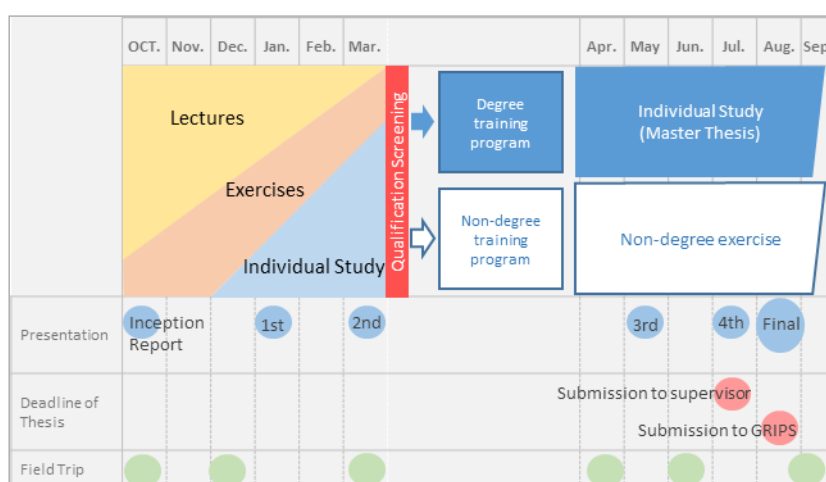 OCT. Nov. Dec. Jan. Feb. Mar. Apr. May Jun. Jul. Aug. Sep
Lectures
Exercises
Individual Study
Qualification Screening
Degree
training
program
Non-degree
training
program
Individual Study
(Master Thesis)
Non-degree exercise
Presentation
Inception
Report
1st
2nd
3rd
4th
Final
Deadline of
Thesis
Submission to supervisor
Submission to GRIPS
Field Trip